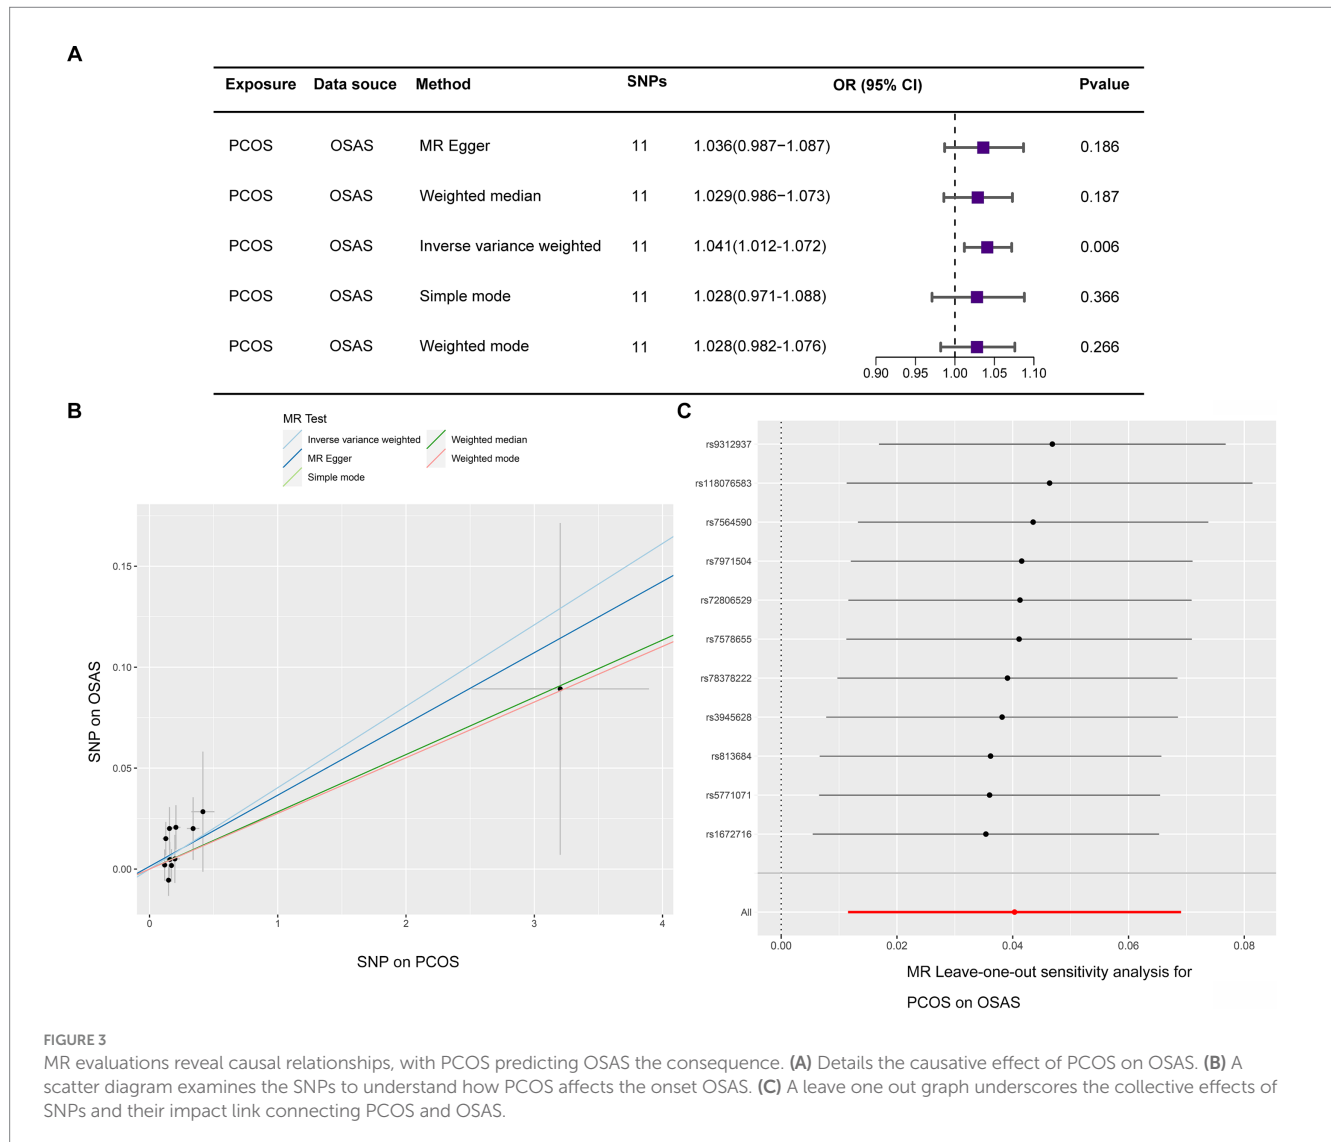 A
Exposure Data souce Method SNPs OR (95% CI) Pvalue
PCOS OSAS MR Egger 11 1.036(0.987−1.087) 0.186
PCOS OSAS Weighted median 11 1.029(0.986−1.073) 0.187
PCOS OSAS Inverse variance weighted 11 1.041(1.012-1.072) 0.006
PCOS OSAS Simple mode 11 1.028(0.971-1.088) 0.366
PCOS OSAS Weighted mode 11 1.028(0.982-1.076) 0.266
0.90 0.95 1.00 1.05 1.10
B
MR Test
Inverse variance weighted Weighted median
MR Egger Weighted mode
Simple mode
SNP on OSAS
0.15
0.10
0.05
0.00
0 1 2 3 4
SNP on PCOS
C
rs9312937
rs118076583
rs7564590
rs7971504
rs72806529
rs7578655
rs78378222
rs3945628
rs813684
rs5771071
rs1672716
All
0.00 0.02 0.04 0.06 0.08
MR Leave-one-out sensitivity analysis for
PCOS on OSAS
FIGURE 3
MR evaluations reveal causal relationships, with PCOS predicting OSAS the consequence. (A) Details the causative effect of PCOS on OSAS. (B) A
scatter diagram examines the SNPs to understand how PCOS affects the onset OSAS. (C) A leave one out graph underscores the collective effects of
SNPs and their impact link connecting PCOS and OSAS.